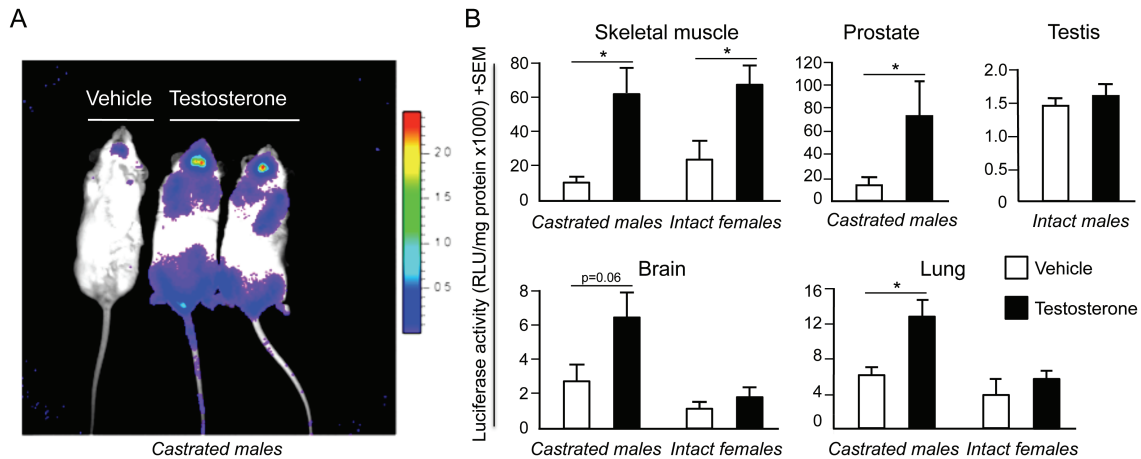 A
Vehicle Testosterone
2.0
1.5
1.0
0.5
Castrated males
B
Luciferase activity (RLU/mg protein x1000) +SEM
Skeletal muscle
80
60
40
20
0
*
*
Castrated males Intact females
Prostate
120
100
80
60
40
20
0
*
Castrated males
Testis
2.0
1.5
1.0
0.5
0
Intact males
Brain
8
6
4
2
0
p=0.06
Castrated males Intact females
Lung
16
12
8
4
0
*
Castrated males Intact females
Vehicle
Testosterone